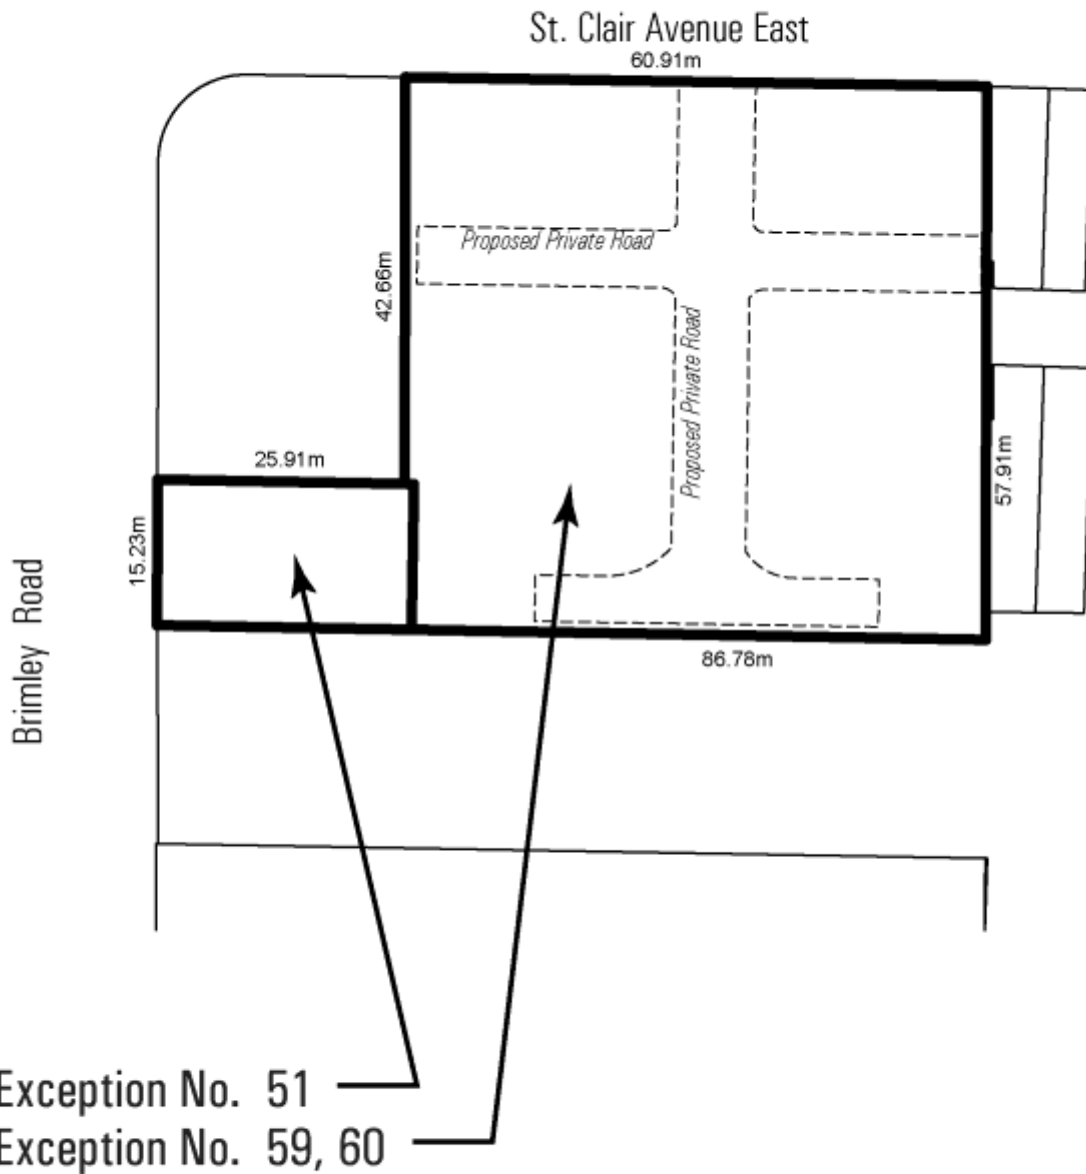 St. Clair Avenue East
60.91m
Proposed Private Road
42.66m
Proposed Private Road
25.91m
57.91m
15.23m
Brimley Road
86.78m
Exception No. 51
Exception No. 59, 60